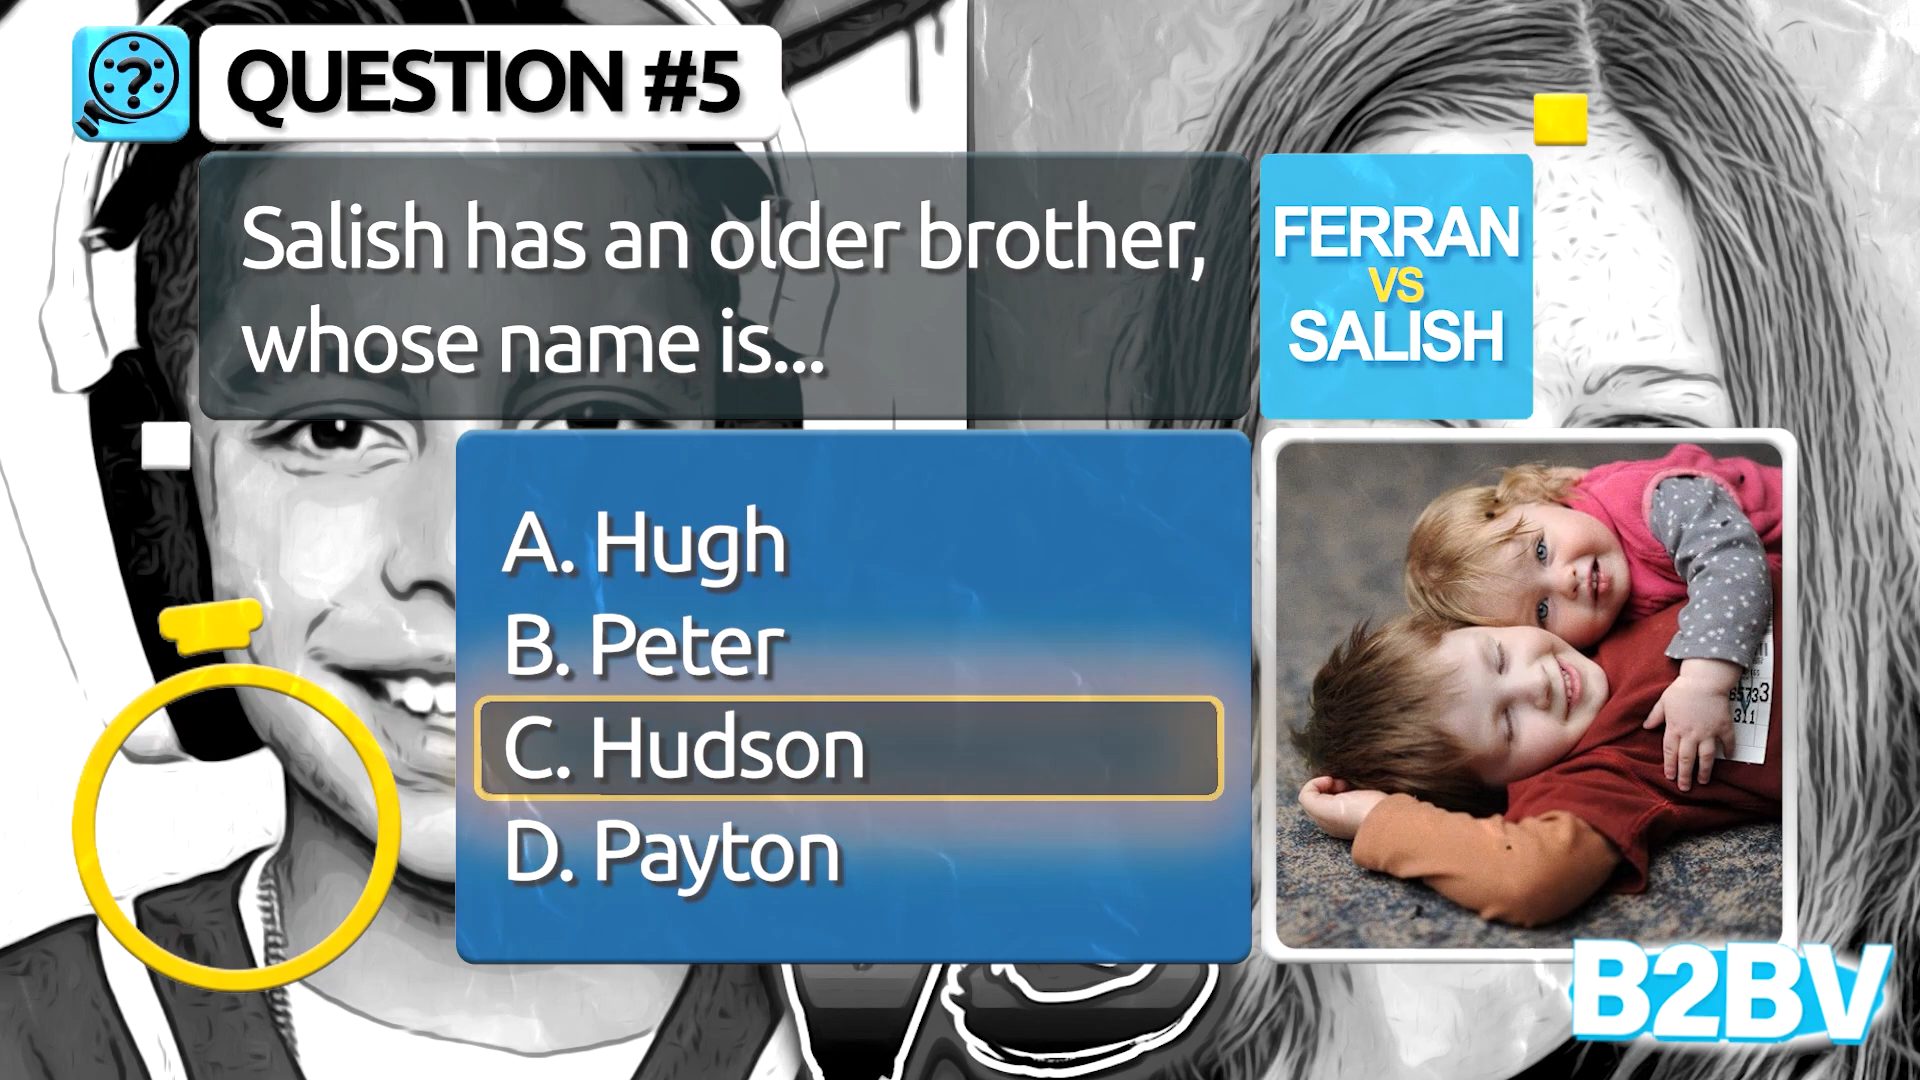 QUESTION #5
Salish has an older brother,
whose name is...
FERRAN
VS
SALISH
A. Hugh
B. Peter
C. Hudson
D. Payton
B2BV